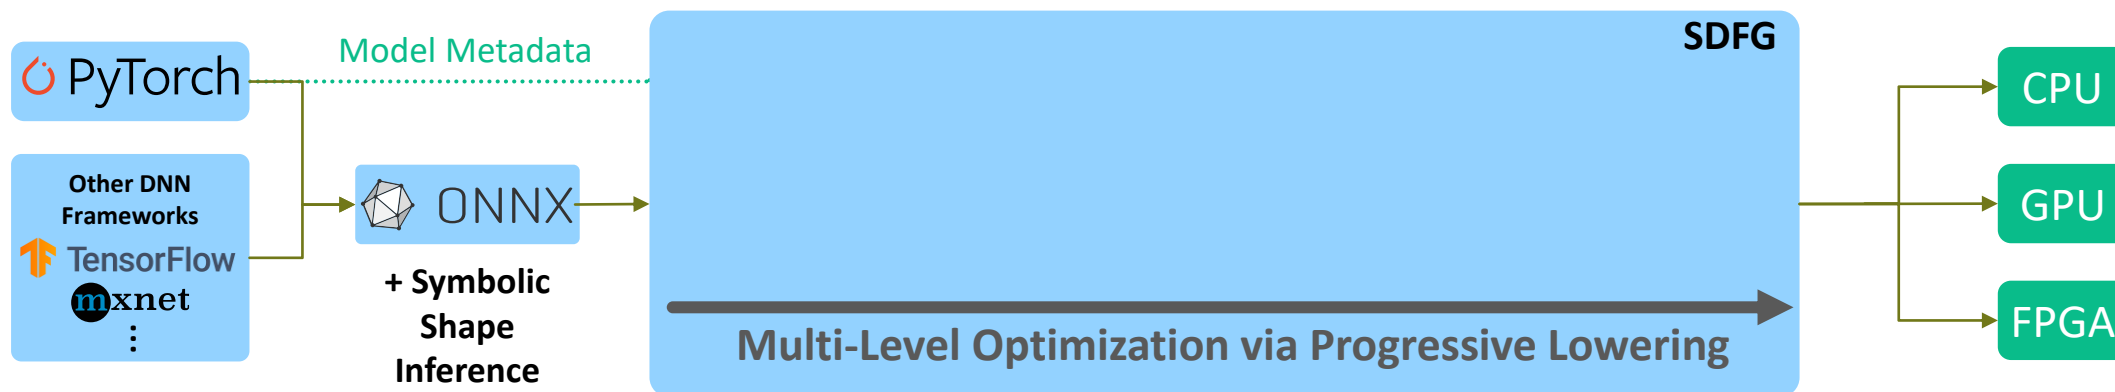 PyTorch
Model Metadata
SDFG
CPU
Other DNN
Frameworks
TensorFlow
mxnet
ONNX
+ Symbolic
Shape
Inference
Multi-Level Optimization via Progressive Lowering
GPU
FPGA